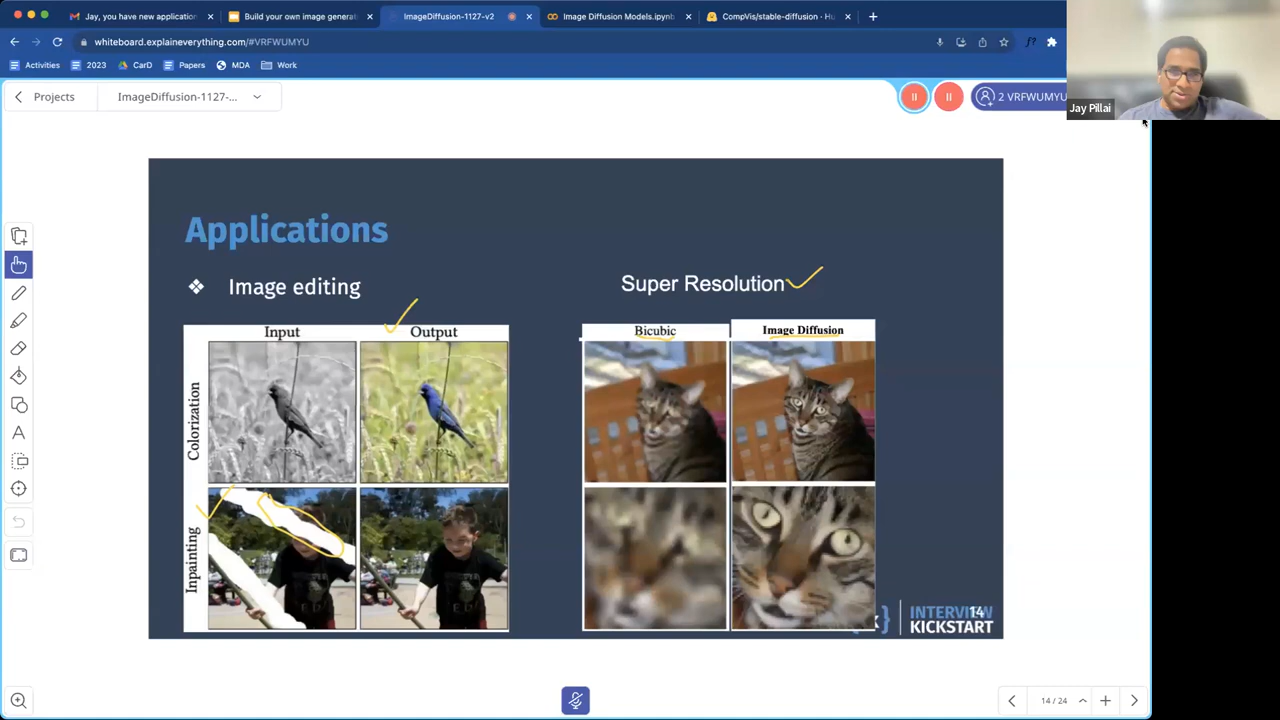 Jay, you have new application
Build your own image generat
ImageDiffusion-1127-v2
Image Diffusion Models.ipynb
CompVis/stable-diffusion · Hu
whiteboard.explaineverything.com/#VRFWUMYU
Activities
2023
CarD
Papers
MDA
Work
Projects
ImageDiffusion-1127-...
2 VRFWUMYU
Jay Pillai
Applications
❖ Image editing
Super Resolution
Input
Output
Bicubic
Image Diffusion
Colorization
Inpainting
14
INTERVIEW
KICKSTART
14 / 24